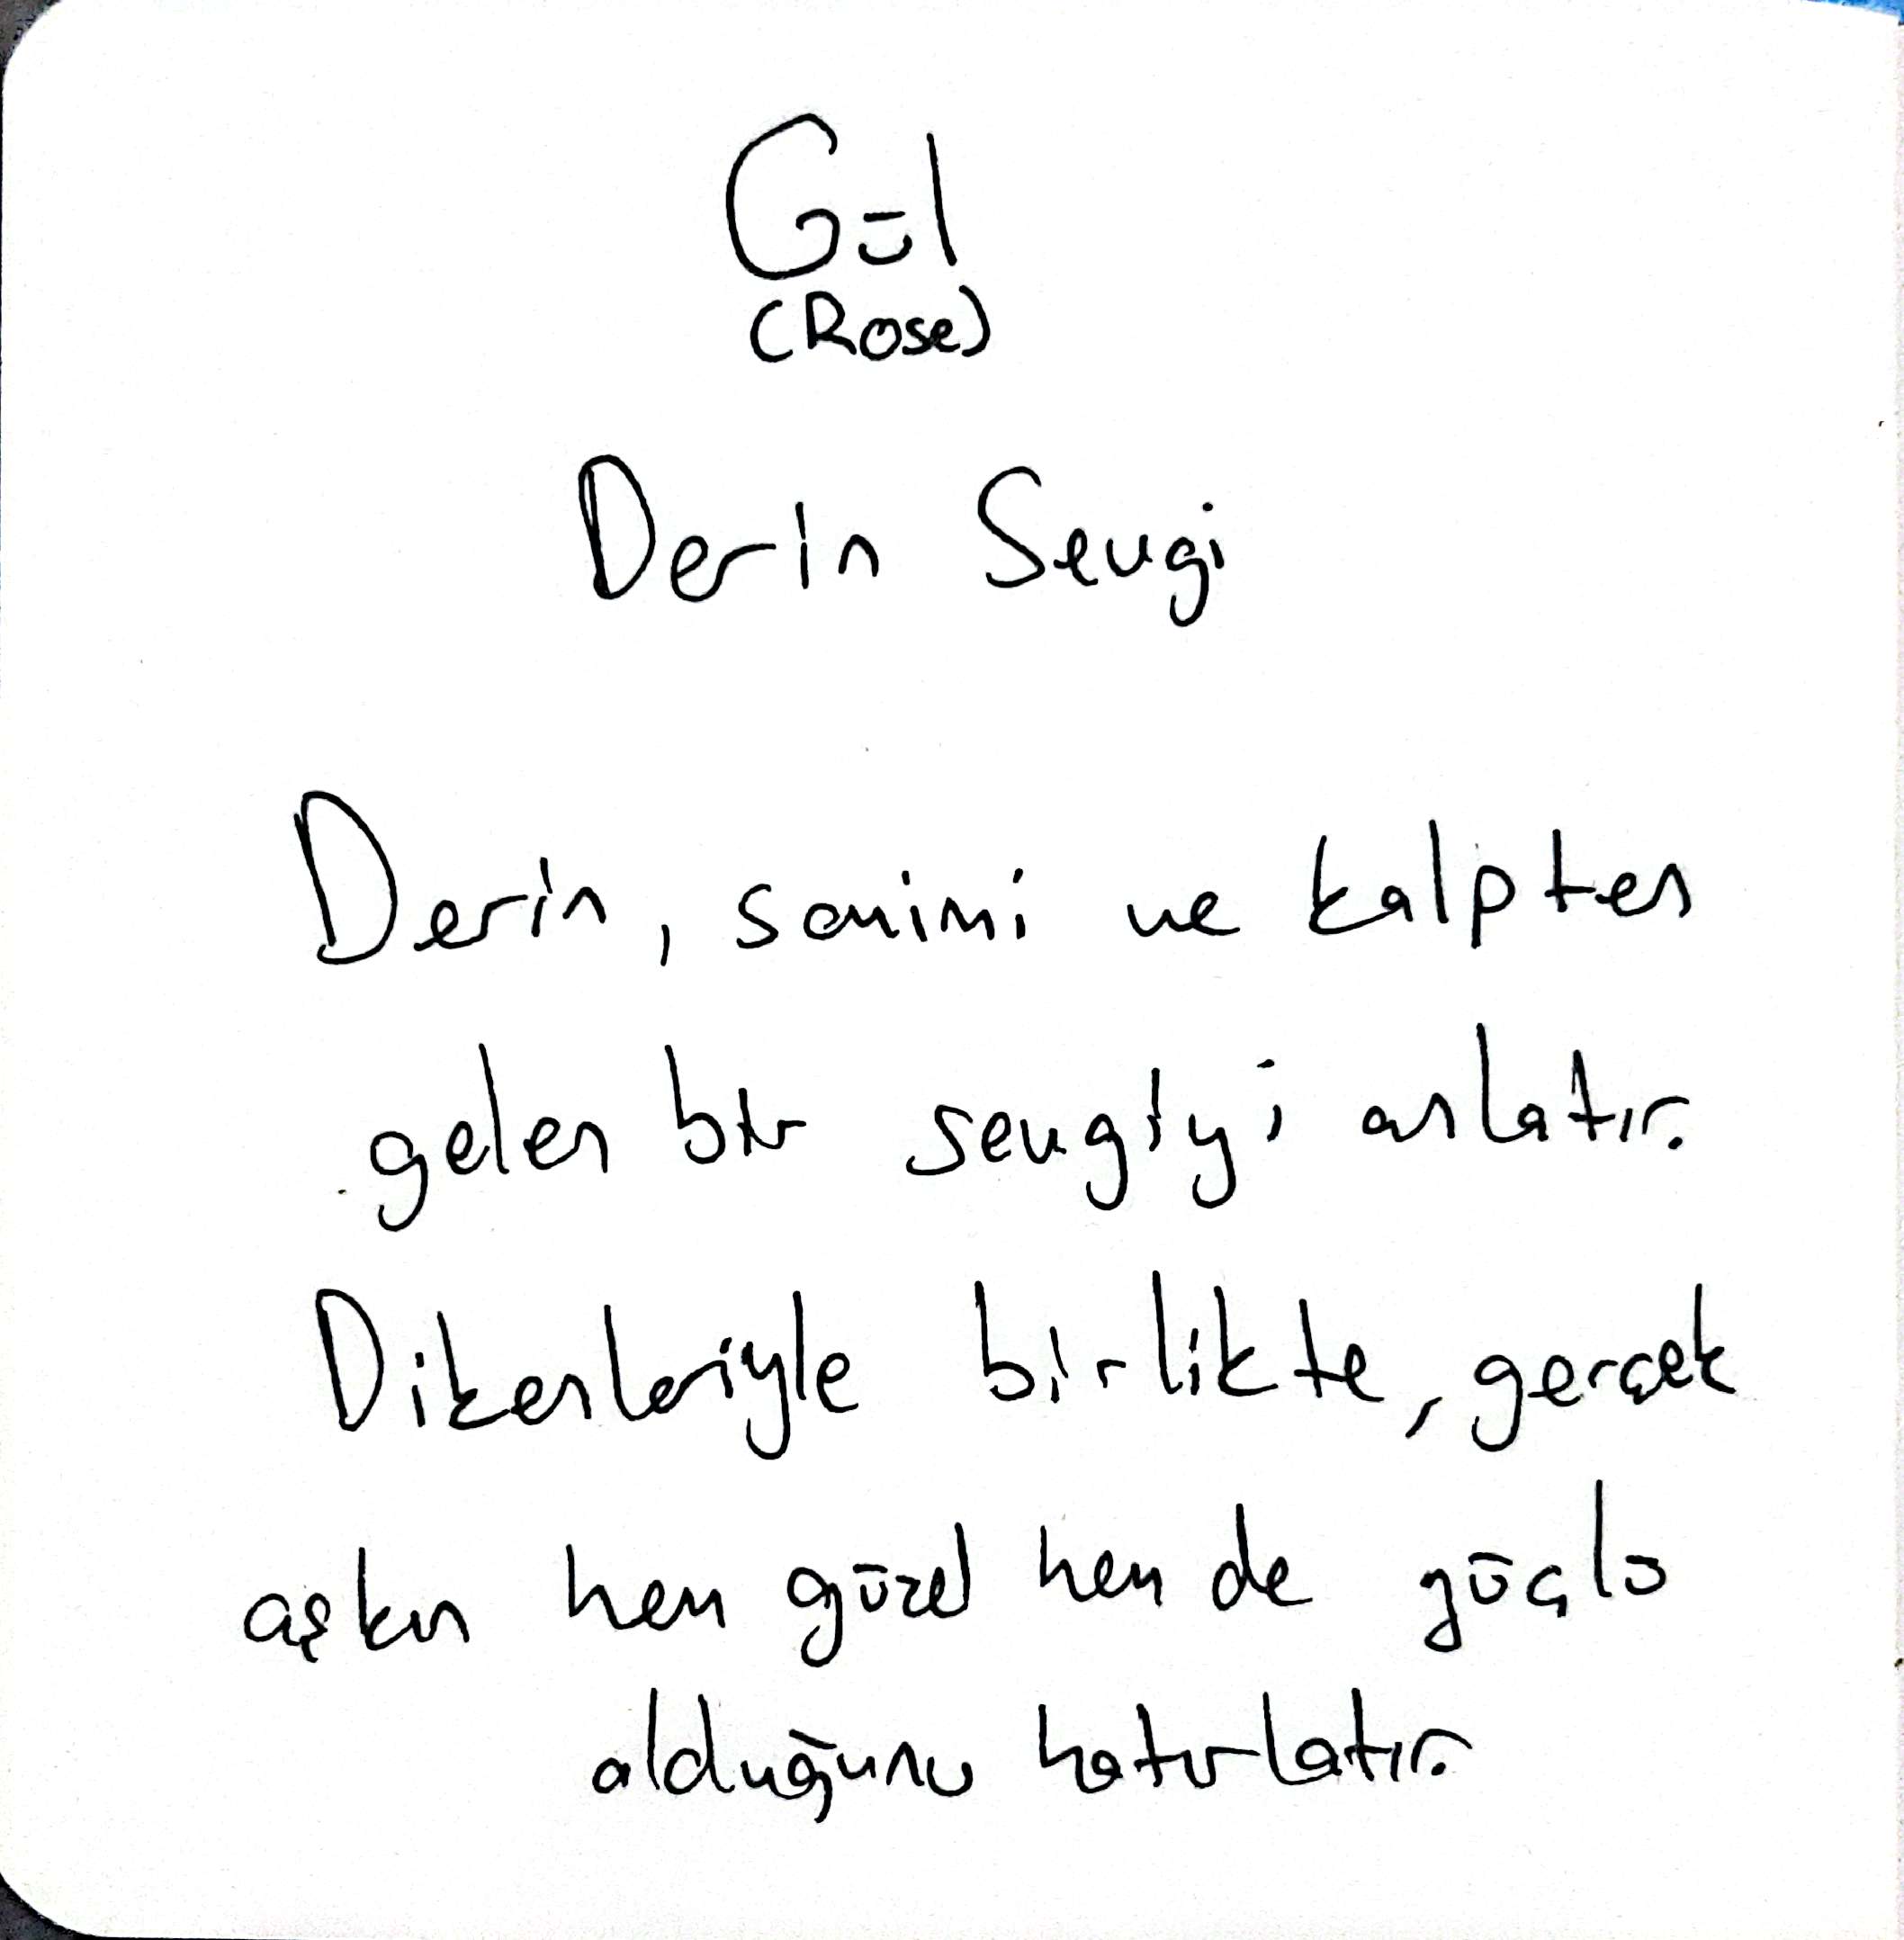 Gül
(Rose)
Derin Sevgi
Derin, samimi ve kalpten
gelen bir sevgiyi anlatır.
Dikenleriyle birlikte, gerçek
aşkın hem güzel hem de güçlü
olduğunu hatırlatır.